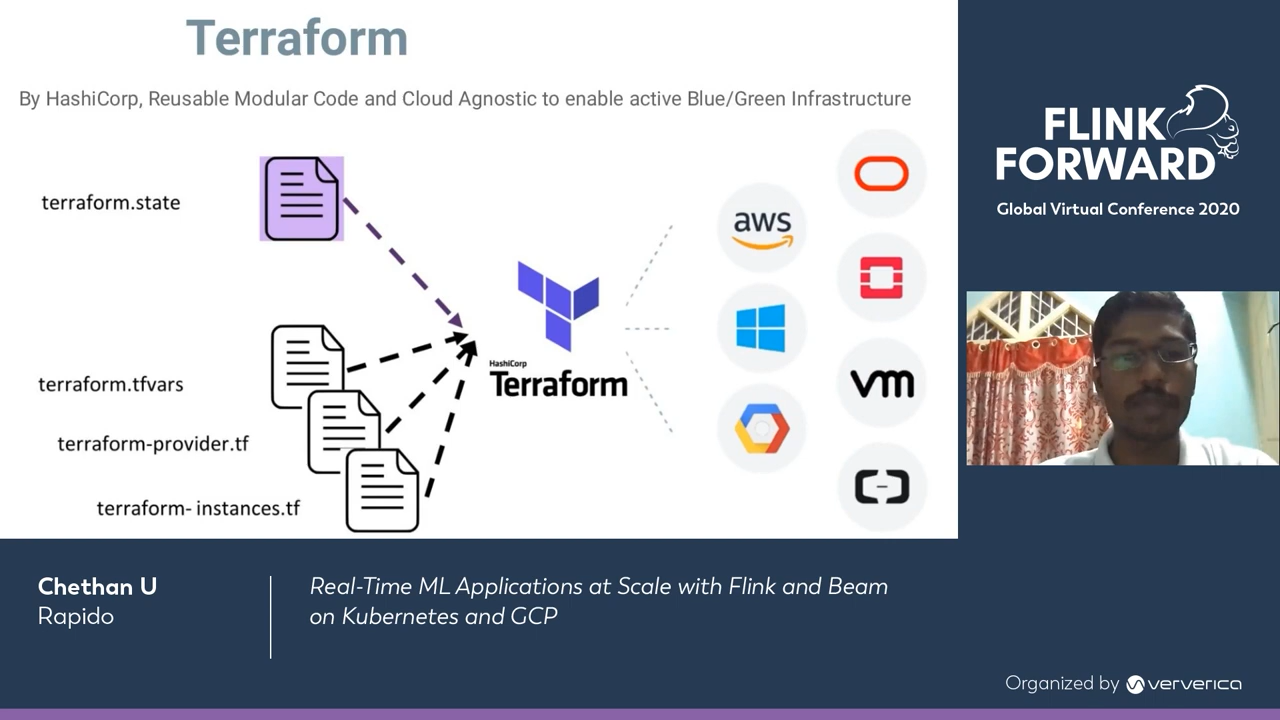 Terraform
By HashiCorp, Reusable Modular Code and Cloud Agnostic to enable active Blue/Green Infrastructure
terraform.state
terraform.tfvars
terraform-provider.tf
terraform- instances.tf
HashiCorp
Terraform
aws
vm
FLINK
FORWARD
Global Virtual Conference 2020
Chethan U
Rapido
Real-Time ML Applications at Scale with Flink and Beam
on Kubernetes and GCP
Organized by ververica